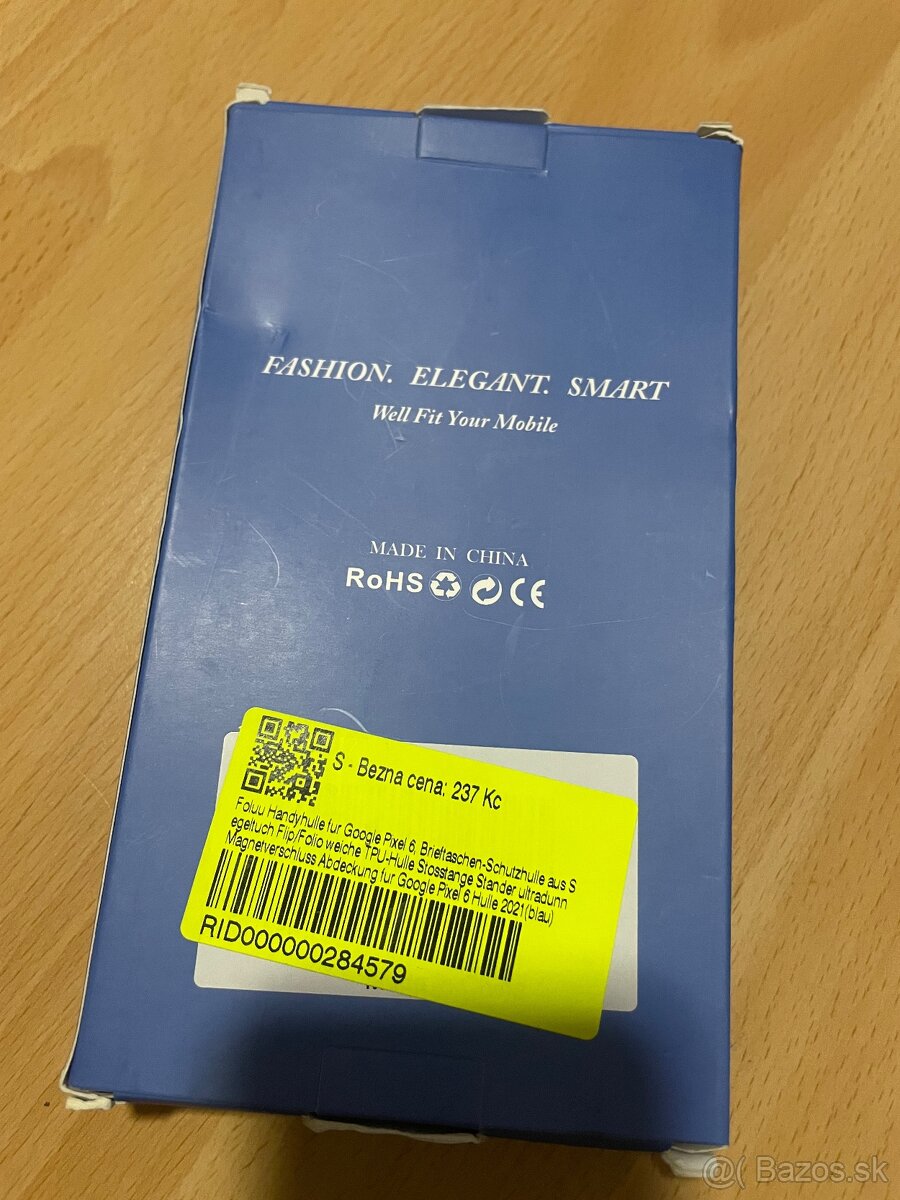 FASHION. ELEGANT. SMART
Well Fit Your Mobile
MADE IN CHINA
RoHS CE
S - Bezna cena: 237 Kc
Foluu Handyhulle fur Google Pixel 6, Brieftaschen-Schutzhulle aus S
egeltuch Flip/Folio weiche TPU-Hulle Stosstange Stander ultradunn
Magnetverschluss Abdeckung fur Google Pixel 6 Hulle 2021(blau)
RID000000284579
@( Bazos.sk